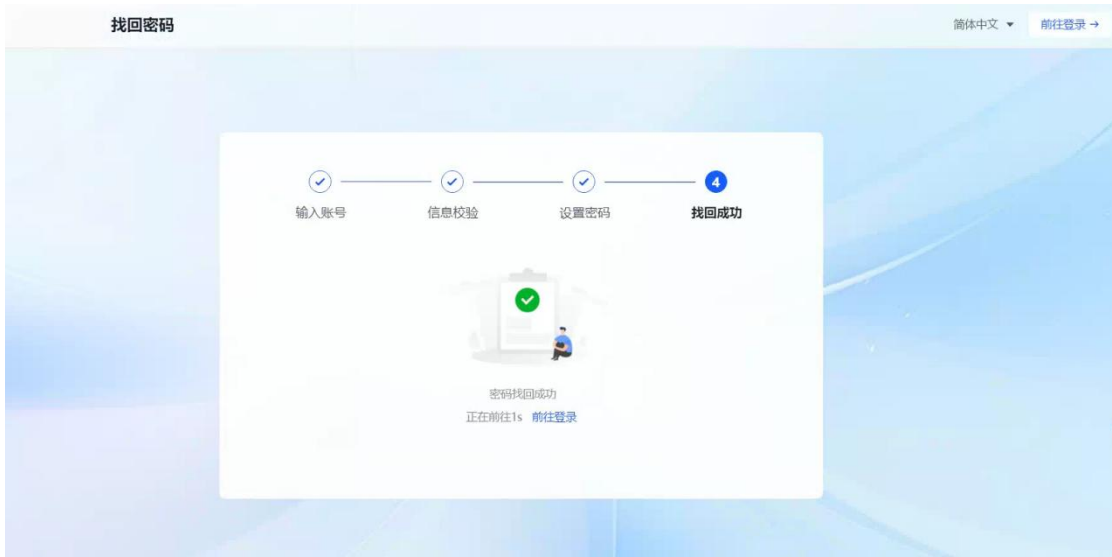 找回密码
简体中文 ▼ 前往登录 →
4
输入账号 信息校验 设置密码 找回成功
密码找回成功
正在前往1s 前往登录